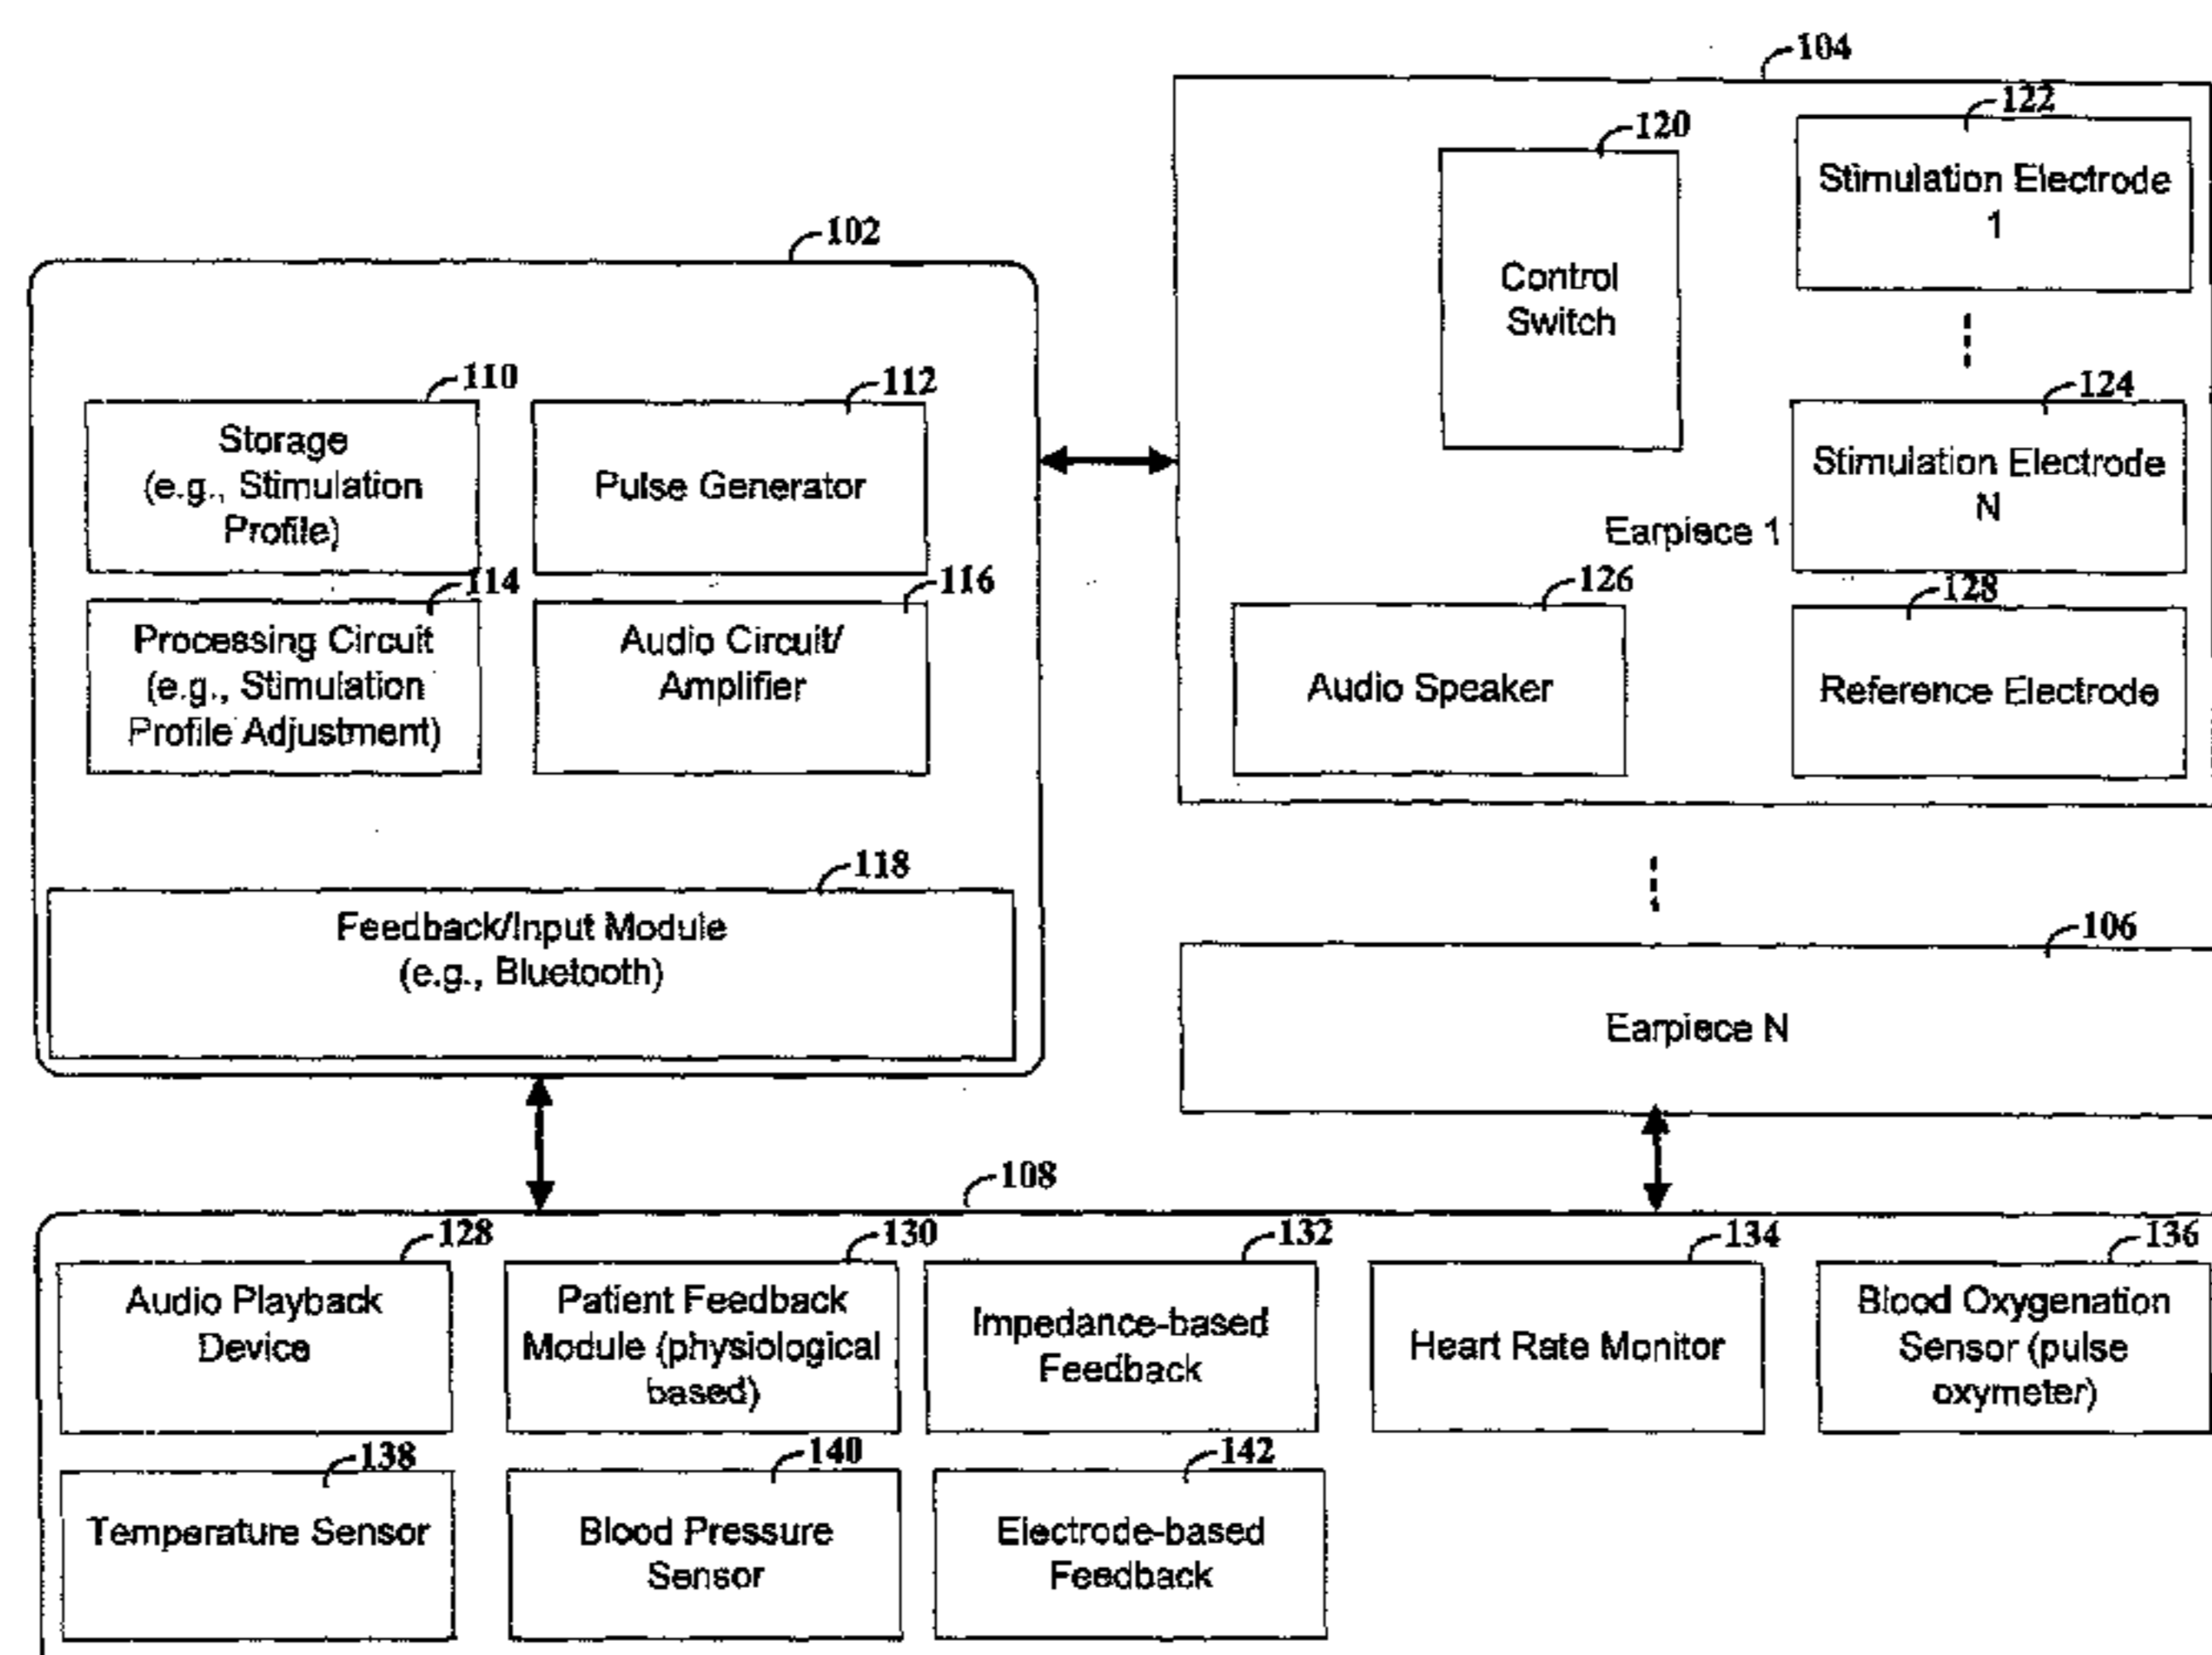 104
122
120
Stimulation Electrode
1
Control
Switch
102
110
112
124
Storage
(e.g., Stimulation
Profile)
Pulse Generator
Stimulation Electrode
N
Earpiece 1
114
116
126
128
Processing Circuit
(e.g., Stimulation
Profile Adjustment)
Audio Circuit/
Amplifier
Audio Speaker
Reference Electrode
118
Feedback/Input Module
(e.g., Bluetooth)
106
Earpiece N
108
128
130
132
134
136
Audio Playback
Device
Patient Feedback
Module (physiological
based)
Impedance-based
Feedback
Heart Rate Monitor
Blood Oxygenation
Sensor (pulse
oxymeter)
138
140
142
Temperature Sensor
Blood Pressure
Sensor
Electrode-based
Feedback